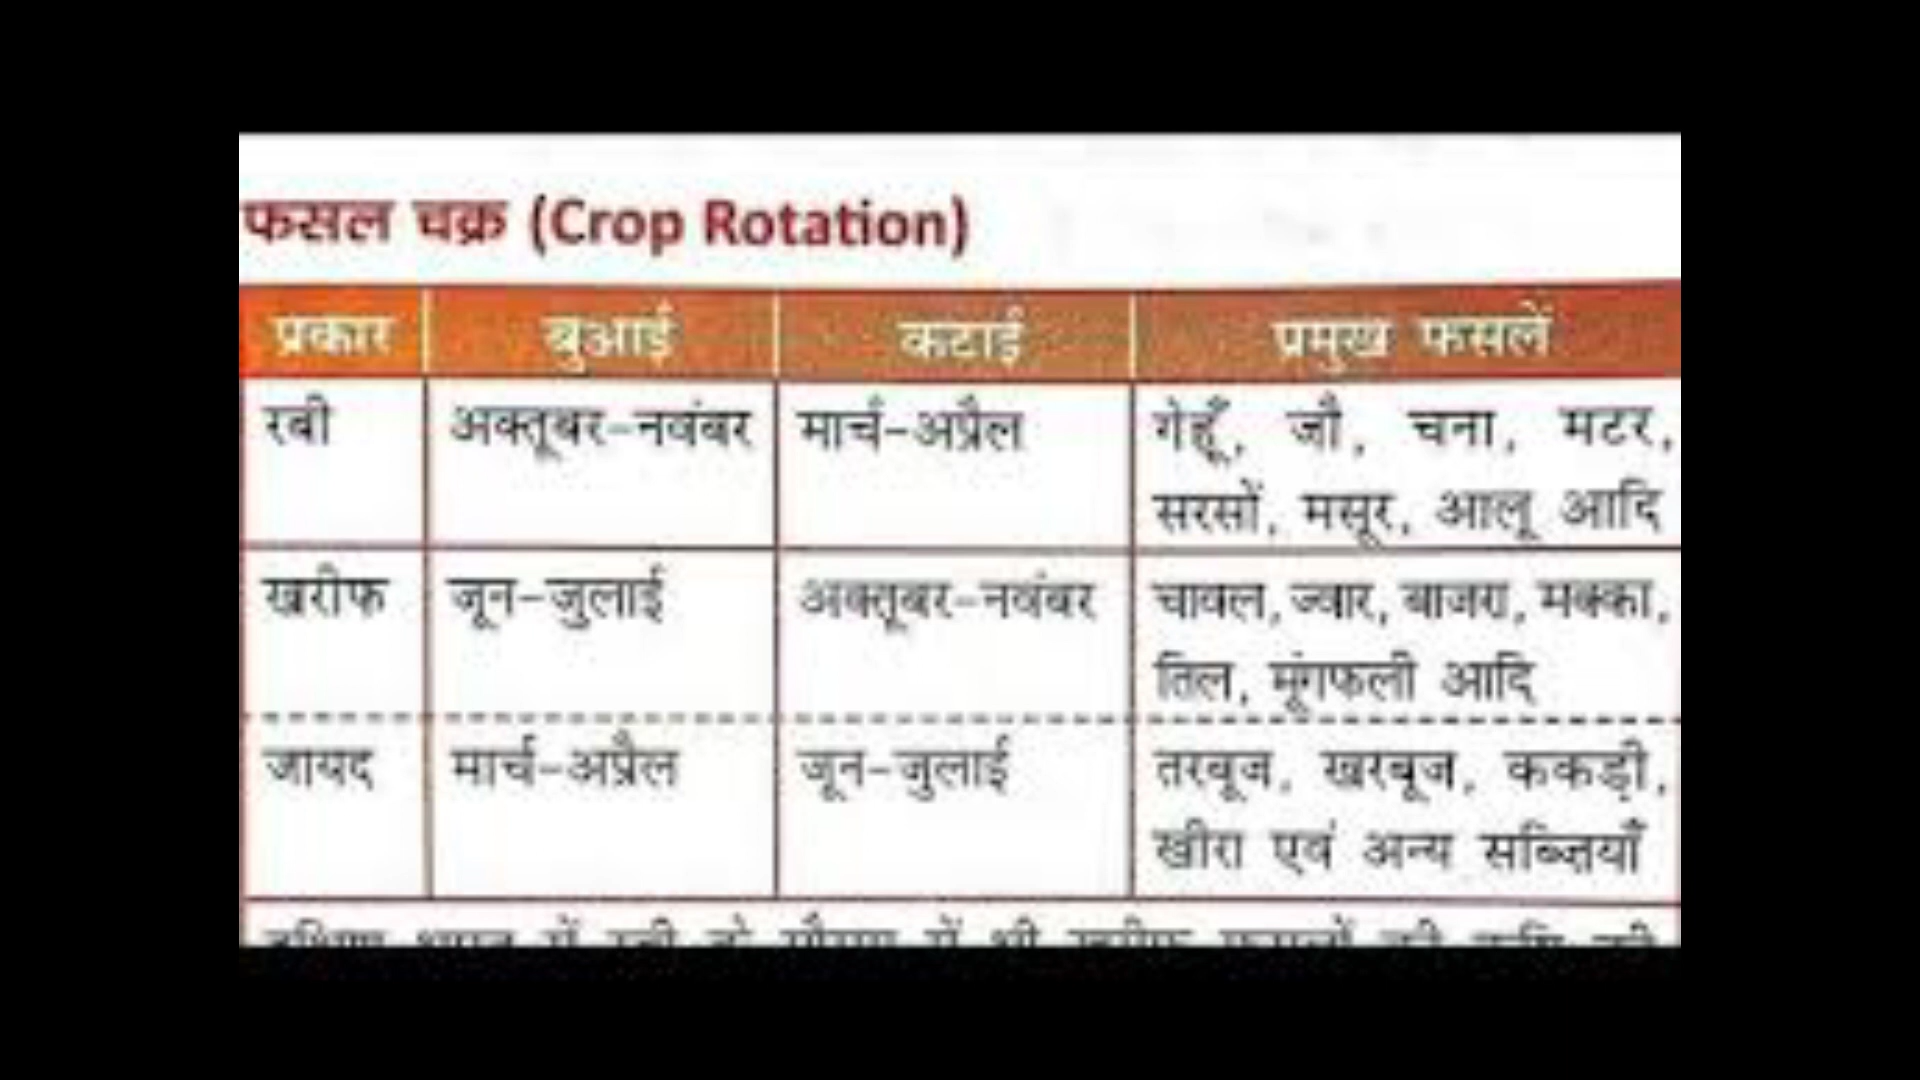 फसल चक्र (Crop Rotation)
प्रकार बुआई कटाई प्रमुख फसलें
रबी अक्तूबर-नवंबर मार्च-अप्रैल गेहूँ, जौ, चना, मटर,
सरसों, मसूर, आलू आदि
खरीफ जून-जुलाई अक्तूबर-नवंबर चावल, ज्वार, बाजरा, मक्का,
तिल, मूंगफली आदि
जायद मार्च-अप्रैल जून-जुलाई तरबूज, खरबूज, ककड़ी,
खीरा एवं अन्य सब्ज़ियाँ